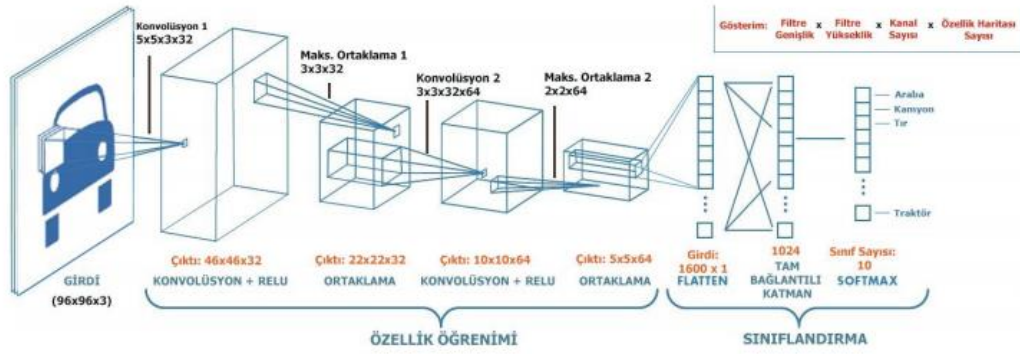 Konvolüsyon 1
5x5x3x32
Maks. Ortaklama 1
3x3x32
Konvolüsyon 2
3x3x32x64
Maks. Ortaklama 2
2x2x64
Gösterim: Filtre Genişlik x Filtre Yükseklik x Kanal Sayısı x Özellik Haritası Sayısı
Araba
Kamyon
Tır
Traktör
GİRDİ
(96x96x3)
Çıktı: 46x46x32
KONVOLÜSYON + RELU
Çıktı: 22x22x32
ORTAKLAMA
Çıktı: 10x10x64
KONVOLÜSYON + RELU
Çıktı: 5x5x64
ORTAKLAMA
Girdi:
1600 x 1
FLATTEN
1024
TAM
BAĞLANTILI
KATMAN
Sınıf Sayısı:
10
SOFTMAX
ÖZELLİK ÖĞRENİMİ
SINIFLANDIRMA